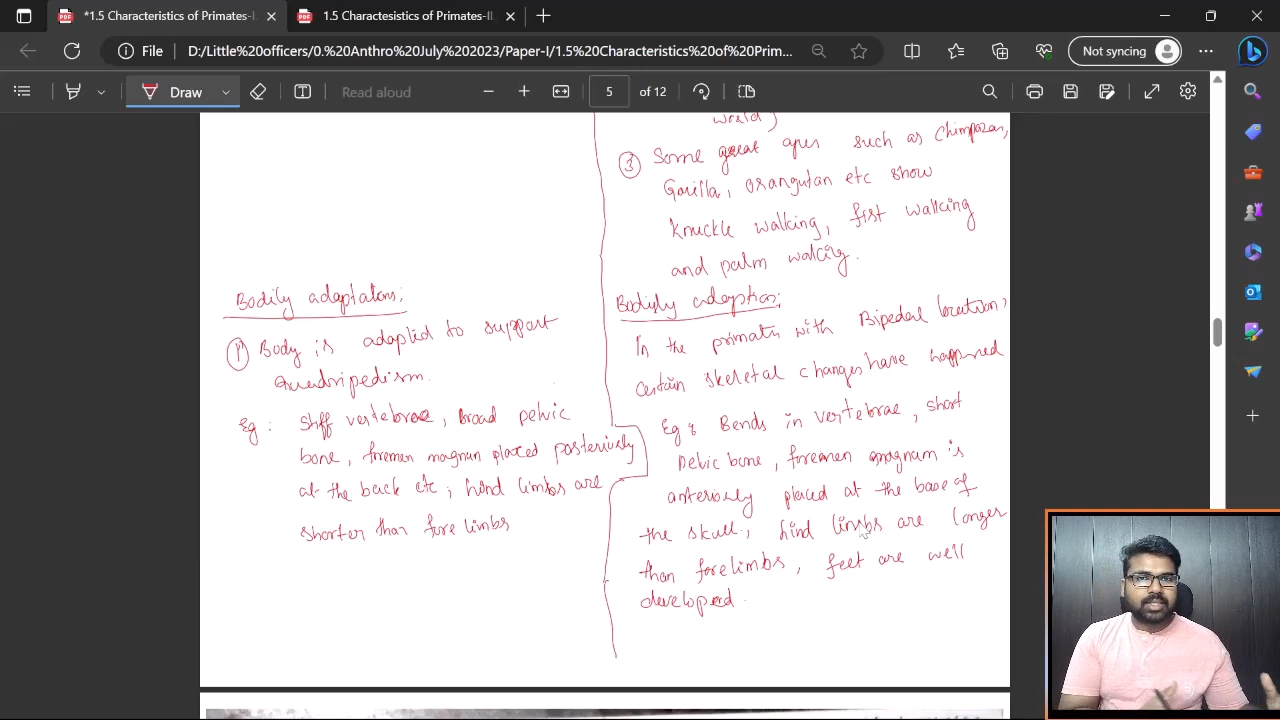 *1.5 Characteristics of Primates-I.
1.5 Charactesistics of Primates-II
File
D:/Little%20officers/0.%20Anthro%20July%202023/Paper-I/1.5%20Characteristics%20of%20Prim...
Not syncing
Draw
Read aloud
5 of 12
Bodily adaptations:
① Body is adapted to support
Quadripedism.
Eg: Stiff vertebrae, broad pelvic
bone, foremen magnum placed posteriorly
at the back etc, hind limbs are
shorter than fore limbs
world)
③ Some great apes such as Chimpazas,
Gorilla, orangutan etc show
knuckle walking, fist walking
and palm walking.
Bodily adaption:
In the primates with Bipedal locotion,
certain skeletal changes have happened
Eg: Bends in vertebrae, short
Pelvic bone, foremen magnum is
anteriorly placed at the base of
the skull, hind limbs are longer
than forelimbs, feet are well
developed.